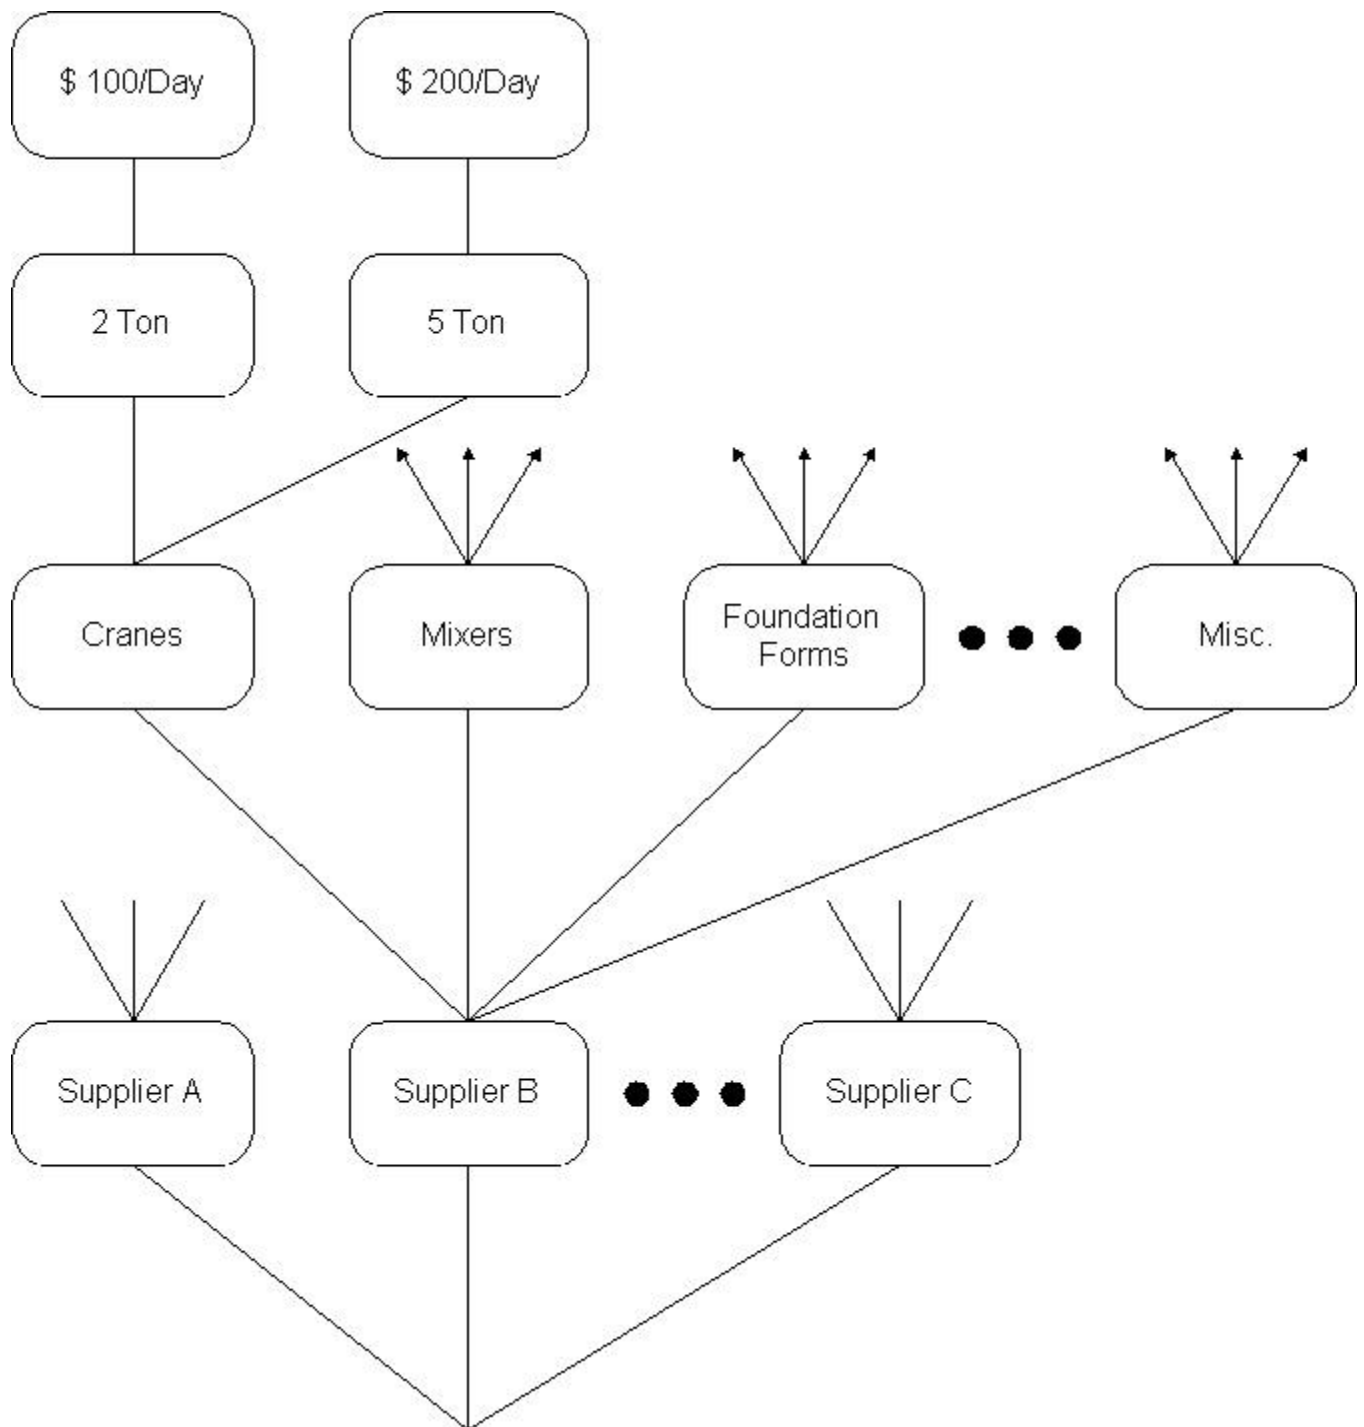 $ 100/Day
$ 200/Day
2 Ton
5 Ton
Cranes
Mixers
Foundation
Forms
Misc.
Supplier A
Supplier B
Supplier C